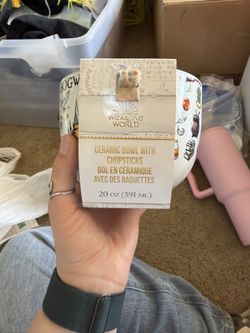 WIZARDING
WORLD
CERAMIC BOWL WITH
CHOPSTICKS
BOL EN CÉRAMIQUE
AVEC DES BAGUETTES
20 OZ (591 ML)